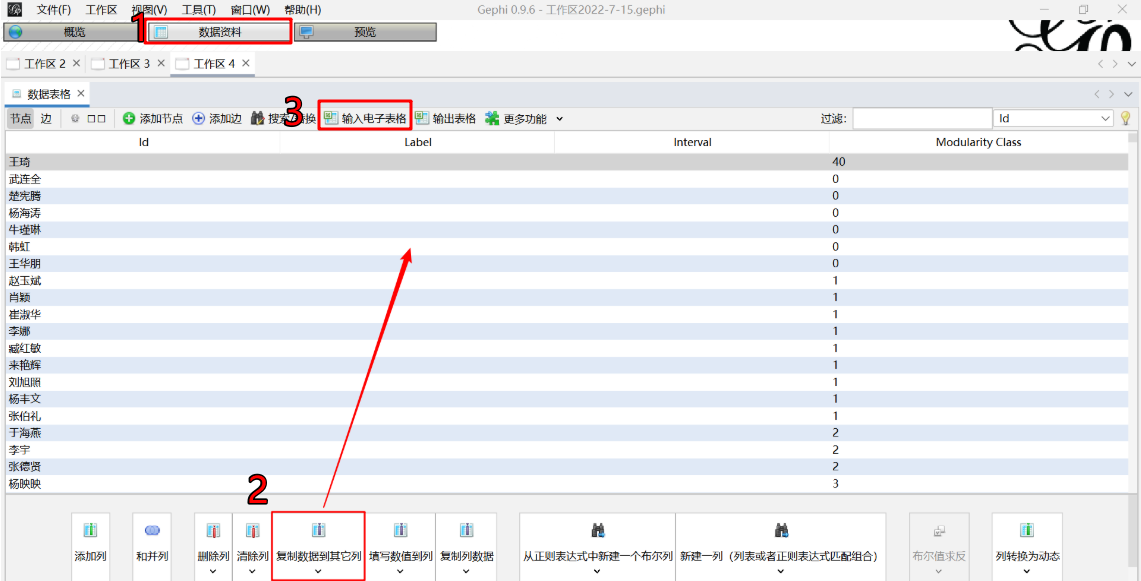 文件(F) 工作区 视图(V) 工具(T) 窗口(W) 帮助(H) Gephi 0.9.6 - 工作区2022-7-15.gephi
概览 1 数据资料 预览
工作区 2 × 工作区 3 × 工作区 4 ×
数据表格 ×
节点 边 添加节点 添加边 搜索/替换 3 输入电子表格 输出表格 更多功能 过滤: Id
Id Label Interval Modularity Class
王琦 40
武连全 0
楚宪腾 0
杨海涛 0
牛瑾琳 0
韩虹 0
王华朋 0
赵玉斌 1
肖颖 1
崔淑华 1
李娜 1
臧红敏 1
来艳辉 1
刘旭照 1
杨丰文 1
张伯礼 1
于海燕 2
李宇 2
张德贤 2
杨映映 3
2
添加列 和并列 删除列 清除列 复制数据到其它列 填写数值到列 复制列数据 从正则表达式中新建一个布尔列 新建一列（列表或者正则表达式匹配组合） 布尔值求反 列转换为动态